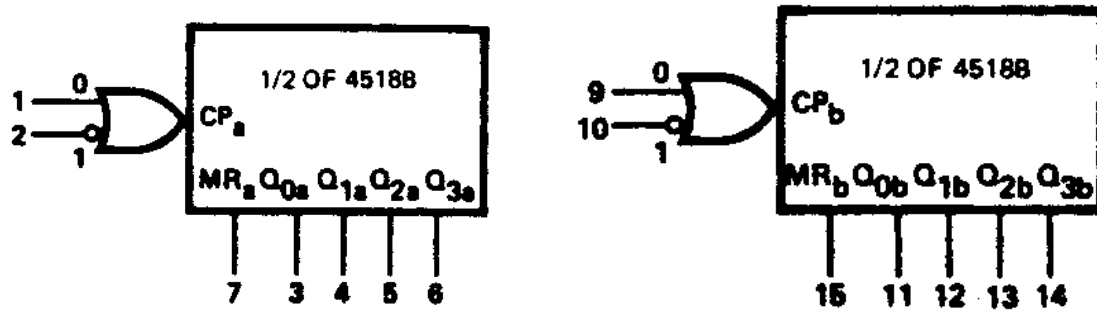 1/2 OF 4518B
0
1
2
1
CPa
MRa Q0a Q1a Q2a Q3a
7 3 4 5 6
1/2 OF 4518B
0
9
10
1
CPb
MRb Q0b Q1b Q2b Q3b
15 11 12 13 14